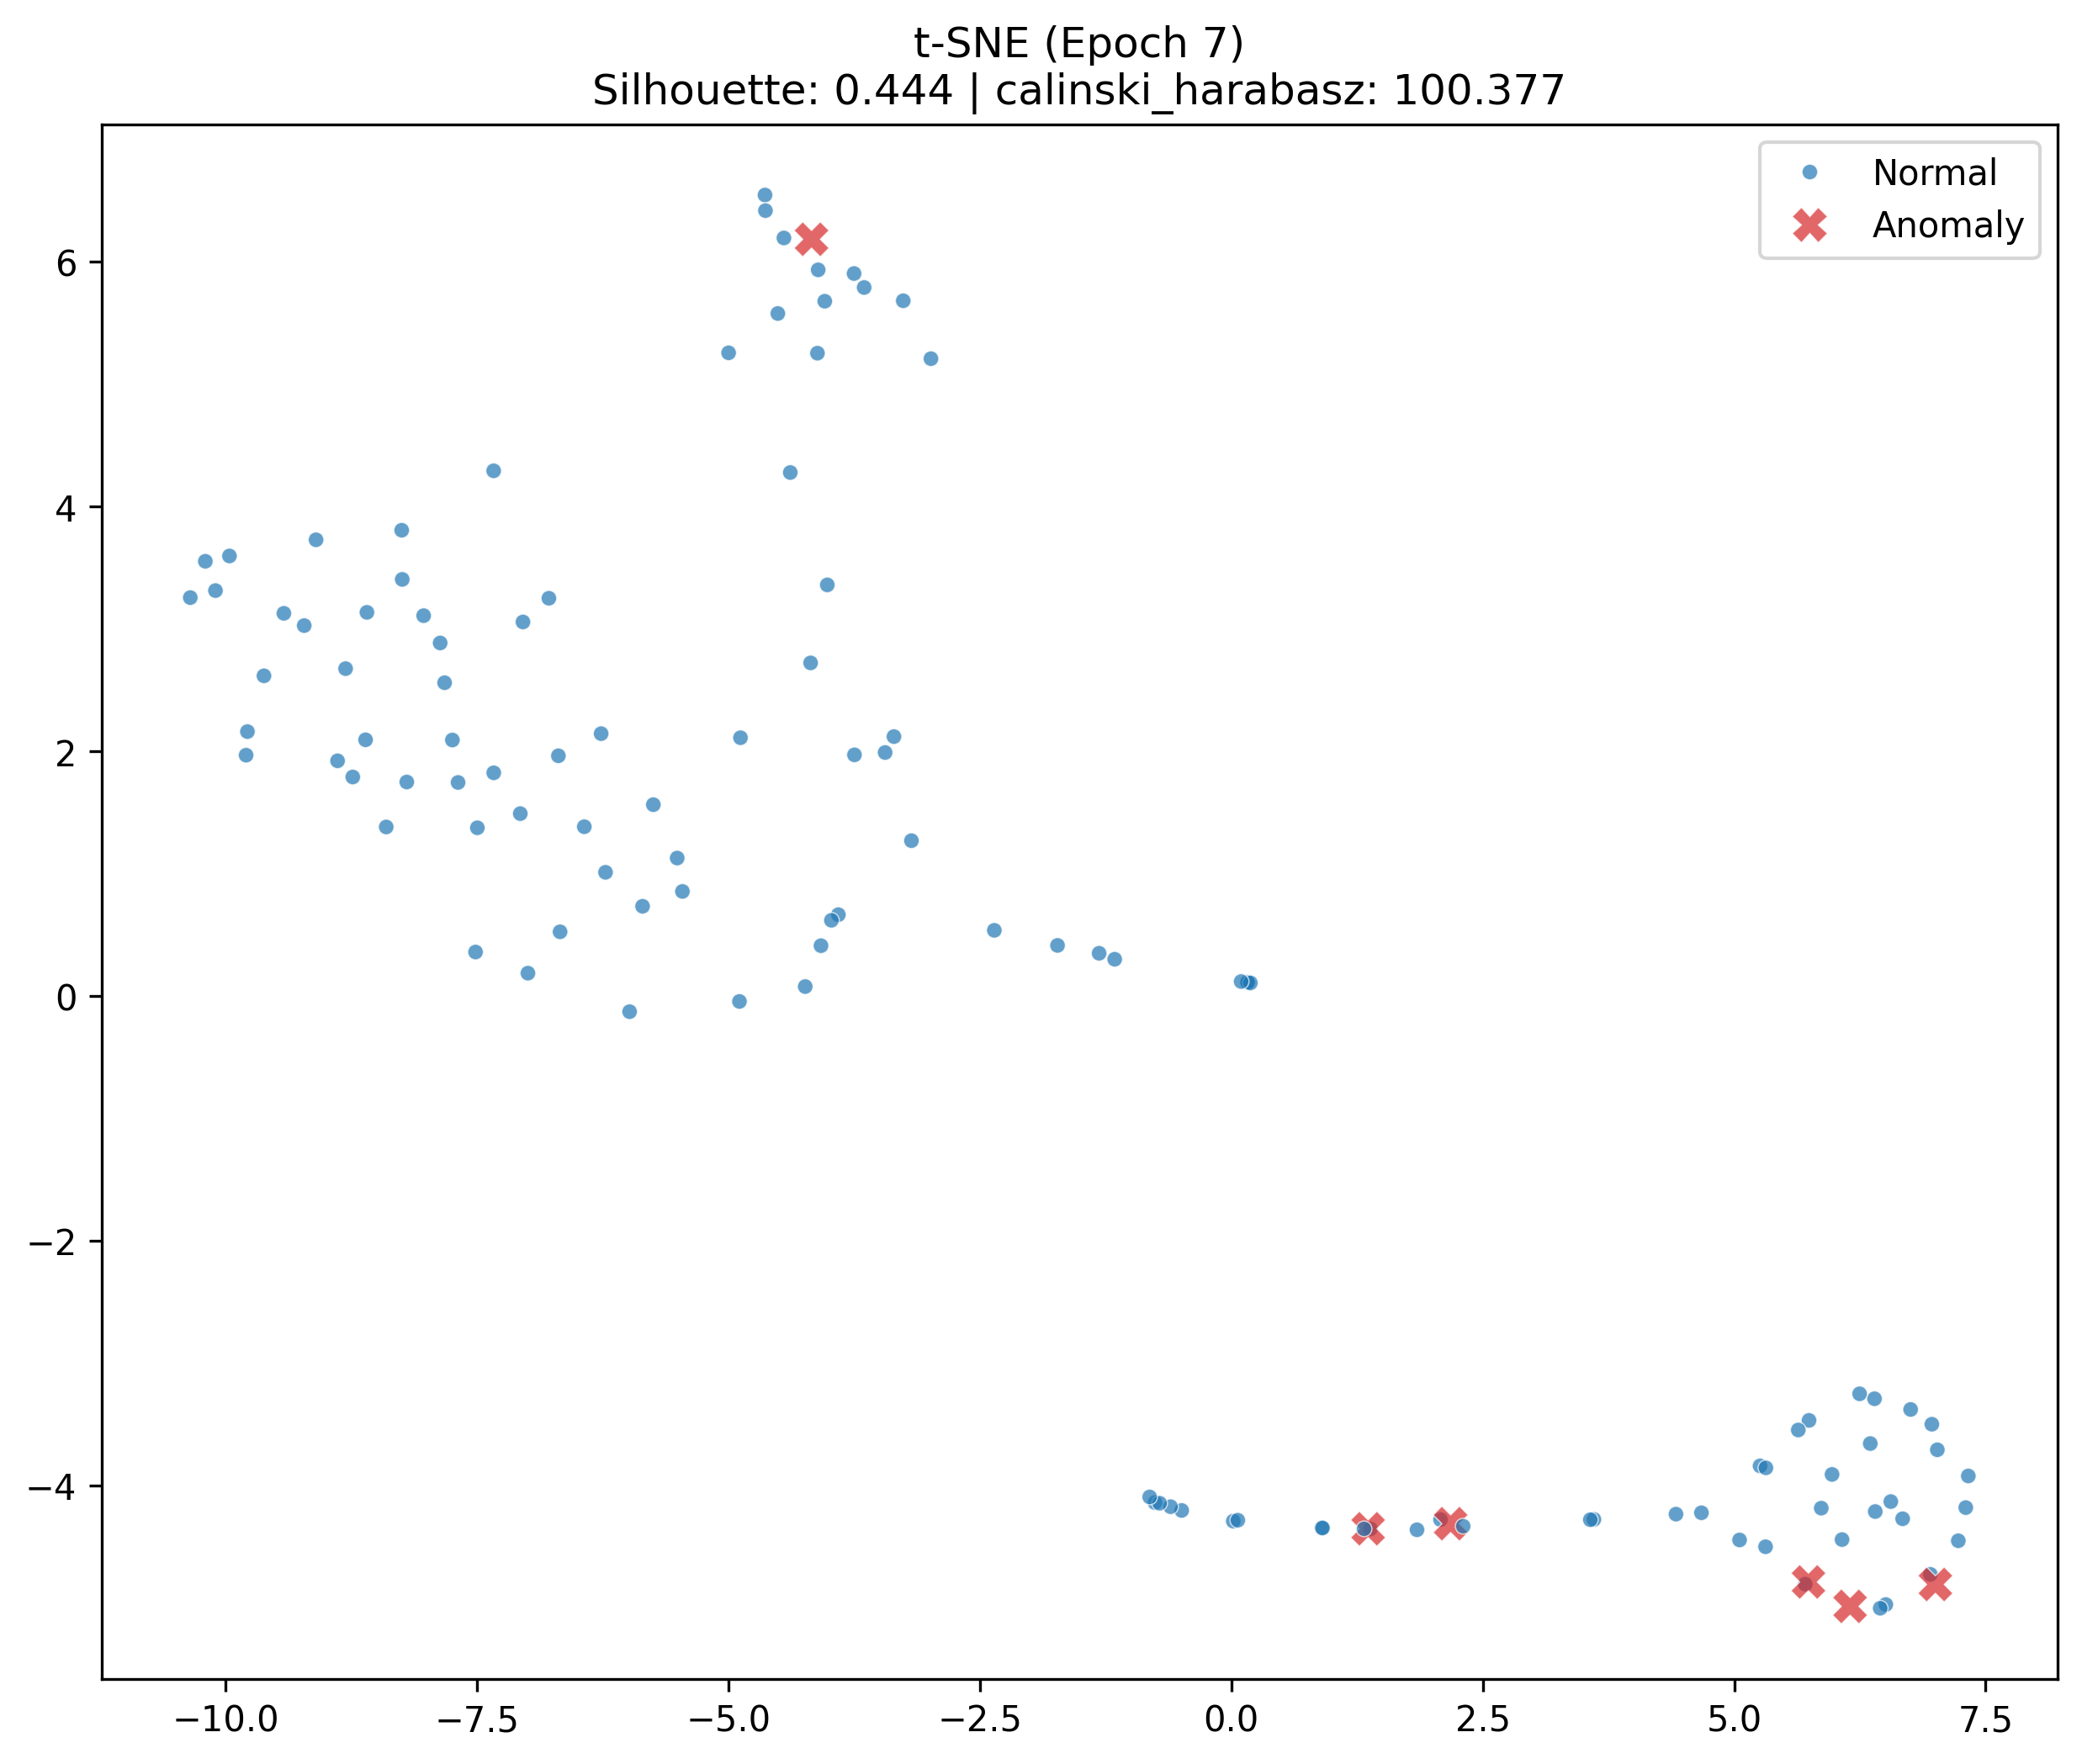 t-SNE (Epoch 7)
Silhouette: 0.444 | calinski_harabasz: 100.377
Normal
Anomaly
6
4
2
0
−2
−4
−10.0 −7.5 −5.0 −2.5 0.0 2.5 5.0 7.5